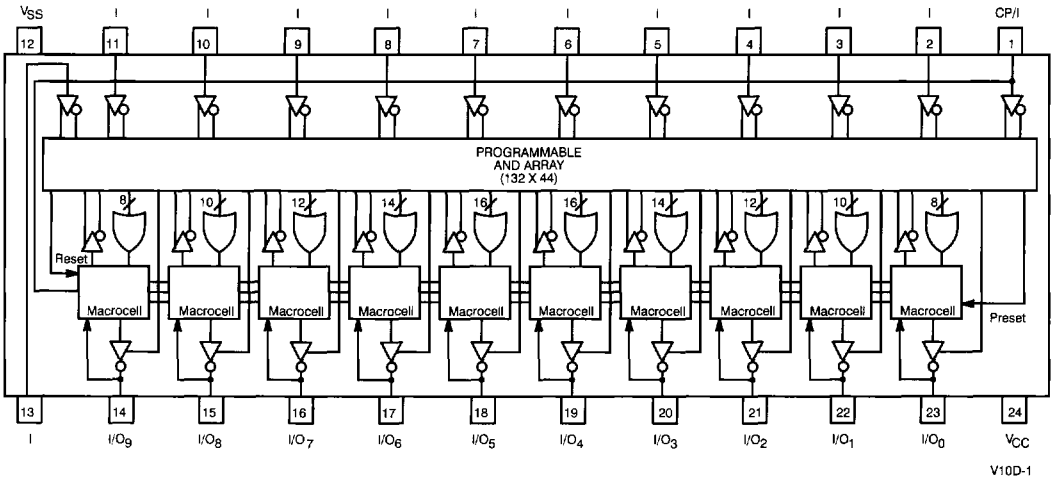 VSS I I I I I I I I I I CP/I
12 11 10 9 8 7 6 5 4 3 2 1
PROGRAMMABLE
AND ARRAY
(132 X 44)
8 10 12 14 16 16 14 12 10 8
Reset
Macrocell Macrocell Macrocell Macrocell Macrocell Macrocell Macrocell Macrocell Macrocell Macrocell
Preset
13 14 15 16 17 18 19 20 21 22 23 24
I I/O9 I/O8 I/O7 I/O6 I/O5 I/O4 I/O3 I/O2 I/O1 I/O0 VCC
V10D-1